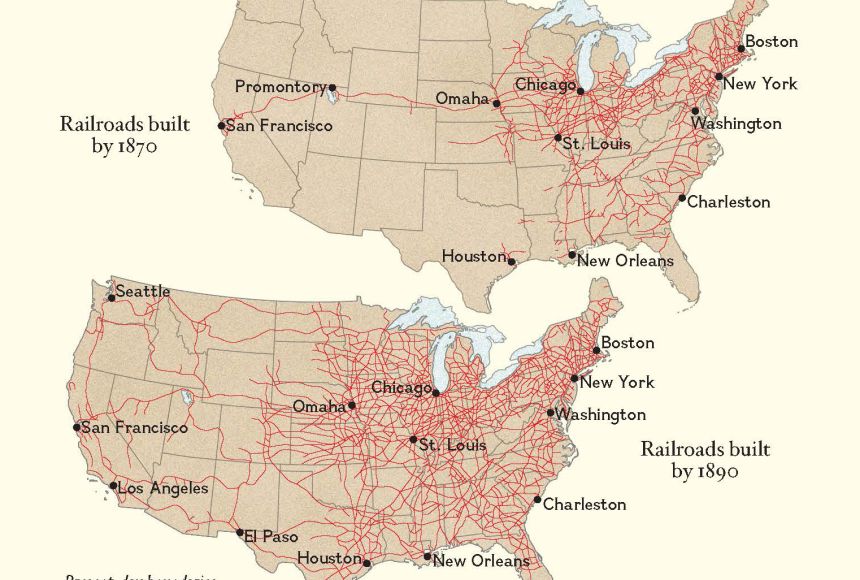 Boston
Promontory
Chicago
New York
Omaha
Railroads built
by 1870
San Francisco
Washington
St. Louis
Charleston
Houston
New Orleans
Seattle
Boston
Chicago
New York
Omaha
Washington
San Francisco
St. Louis
Railroads built
by 1890
Los Angeles
Charleston
El Paso
Houston
New Orleans